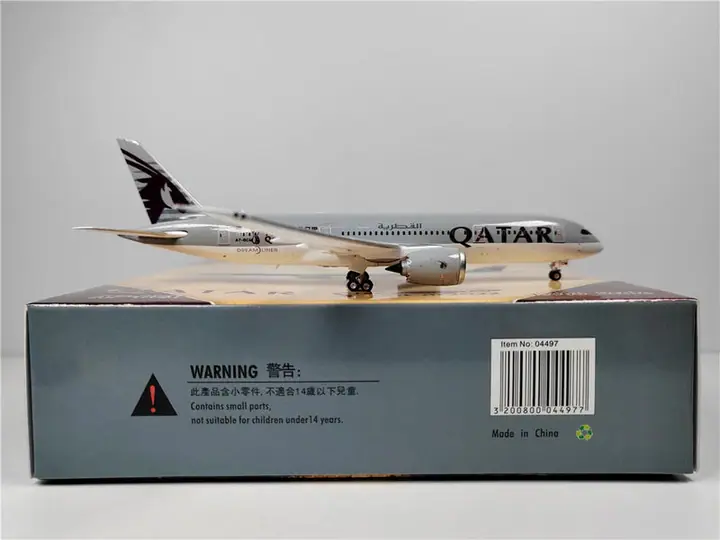 القطرية
QATAR
DREAMLINER
QATAR
WARNING 警告:
此產品含小零件, 不適合14歲以下兒童.
Contains small ports,
not suitable for children under14 years.
Item No: 04497
3 200800 044977
Made in China